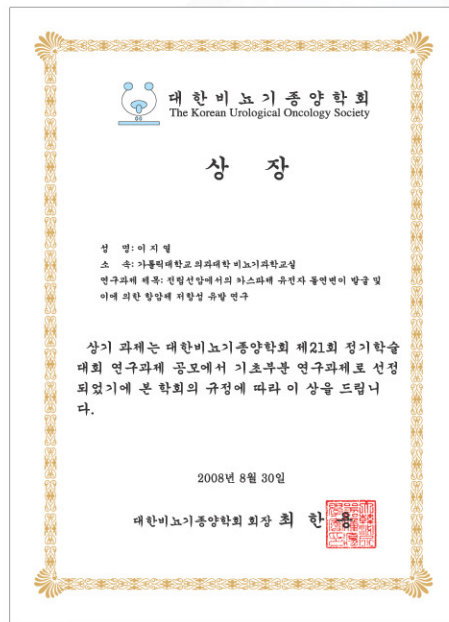 대한비뇨기종양학회
The Korean Urological Oncology Society
상 장
성 명: 이 지 열
소 속: 가톨릭대학교 의과대학 비뇨기과학교실
연구과제 제목: 전립선암에서의 카스파제 유전자 돌연변이 발굴 및
이에 의한 항암제 저항성 유발 연구
상기 과제는 대한비뇨기종양학회 제21회 정기학술
대회 연구과제 공모에서 기초부분 연구과제로 선정
되었기에 본 학회의 규정에 따라 이 상을 드립니
다.
2008년 8월 30일
대한비뇨기종양학회 회장 최 한 용